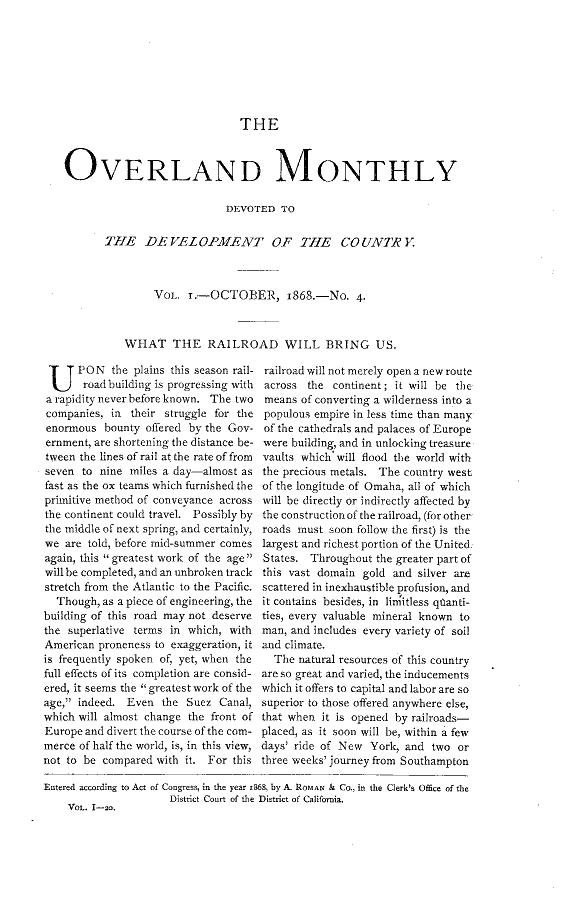 THE
OVERLAND MONTHLY
DEVOTED TO
THE DEVELOPMENT OF THE COUNTRY.
VOL. I.—OCTOBER, 1868.—NO. 4.
WHAT THE RAILROAD WILL BRING US.
UPON the plains this season rail-
road building is progressing with
a rapidity never before known. The two
companies, in their struggle for the
enormous bounty offered by the Gov-
ernment, are shortening the distance be-
tween the lines of rail at the rate of from
seven to nine miles a day—almost as
fast as the ox teams which furnished the
primitive method of conveyance across
the continent could travel. Possibly by
the middle of next spring, and certainly,
we are told, before mid-summer comes
again, this “greatest work of the age”
will be completed, and an unbroken track
stretch from the Atlantic to the Pacific.
Though, as a piece of engineering, the
building of this road may not deserve
the superlative terms in which, with
American proneness to exaggeration, it
is frequently spoken of, yet, when the
full effects of its completion are consid-
ered, it seems the “greatest work of the
age,” indeed. Even the Suez Canal,
which will almost change the front of
Europe and divert the course of the com-
merce of half the world, is, in this view,
not to be compared with it. For this
railroad will not merely open a new route
across the continent; it will be the
means of converting a wilderness into a
populous empire in less time than many
of the cathedrals and palaces of Europe
were building, and in unlocking treasure
vaults which will flood the world with
the precious metals. The country west
of the longitude of Omaha, all of which
will be directly or indirectly affected by
the construction of the railroad, (for other
roads must soon follow the first) is the
largest and richest portion of the United
States. Throughout the greater part of
this vast domain gold and silver are
scattered in inexhaustible profusion, and
it contains besides, in limitless quanti-
ties, every valuable mineral known to
man, and includes every variety of soil
and climate.
The natural resources of this country
are so great and varied, the inducements
which it offers to capital and labor are so
superior to those offered anywhere else,
that when it is opened by railroads—
placed, as it soon will be, within a few
days’ ride of New York, and two or
three weeks’ journey from Southampton
Entered according to Act of Congress, in the year 1868, by A. ROMAN & CO., in the Clerk’s Office of the
District Court of the District of California.
VOL. I—20.